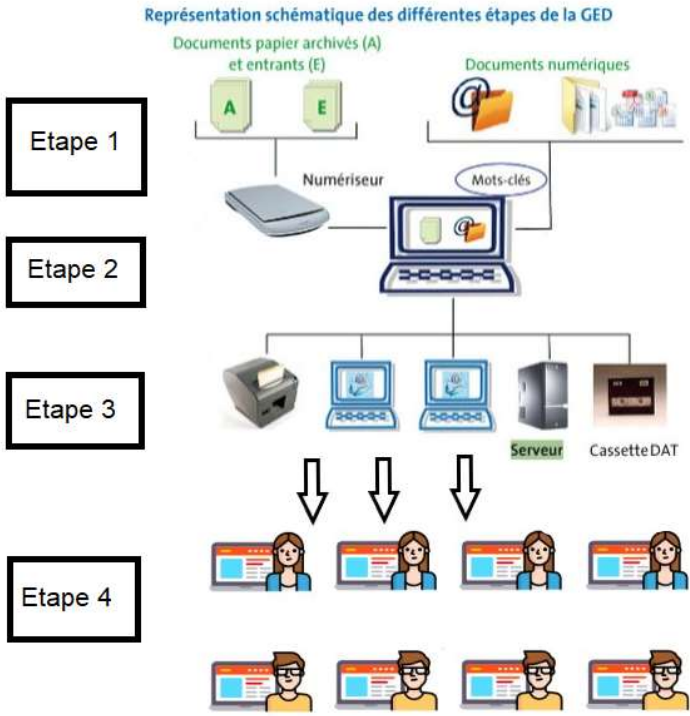 Représentation schématique des différentes étapes de la GED
Documents papier archivés (A)
et entrants (E)
Documents numériques
A
E
@
Etape 1
Numériseur
Mots-clés
@
Etape 2
Etape 3
Serveur
Cassette DAT
Etape 4